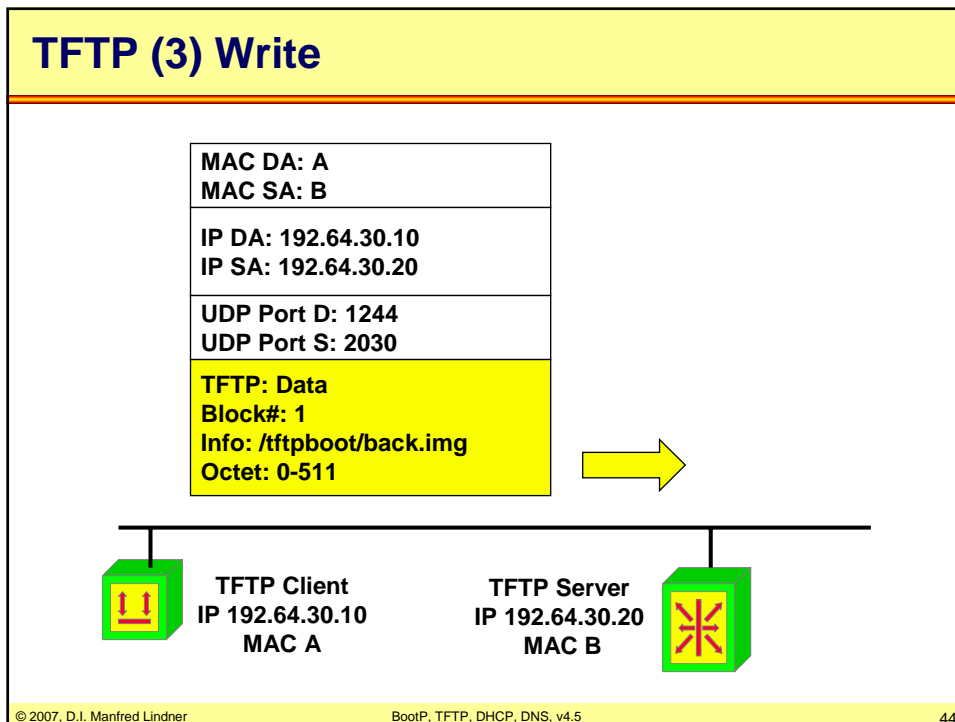 TFTP (3) Write
MAC DA: A
MAC SA: B
IP DA: 192.64.30.10
IP SA: 192.64.30.20
UDP Port D: 1244
UDP Port S: 2030
TFTP: Data
Block#: 1
Info: /tftpboot/back.img
Octet: 0-511
TFTP Client
IP 192.64.30.10
MAC A
TFTP Server
IP 192.64.30.20
MAC B
© 2007, D.I. Manfred Lindner
BootP, TFTP, DHCP, DNS, v4.5
44